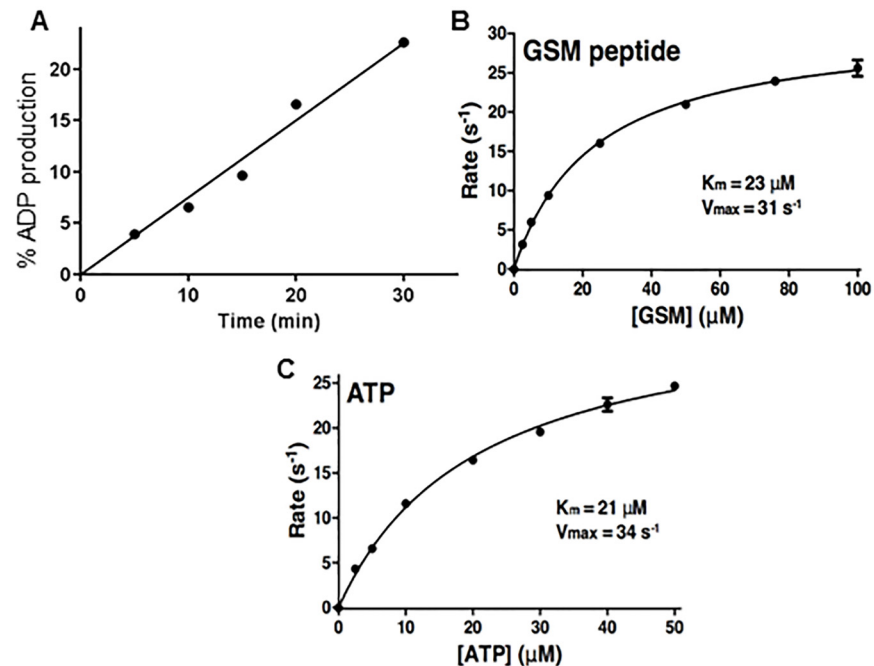 A
% ADP production
20
15
10
5
0
0
10
20
30
Time (min)
B
GSM peptide
Rate (s⁻¹)
30
25
20
15
10
5
0
Km = 23 µM
Vmax = 31 s⁻¹
0
20
40
60
80
100
[GSM] (µM)
C
ATP
Rate (s⁻¹)
25
20
15
10
5
0
Km = 21 µM
Vmax = 34 s⁻¹
0
10
20
30
40
50
[ATP] (µM)